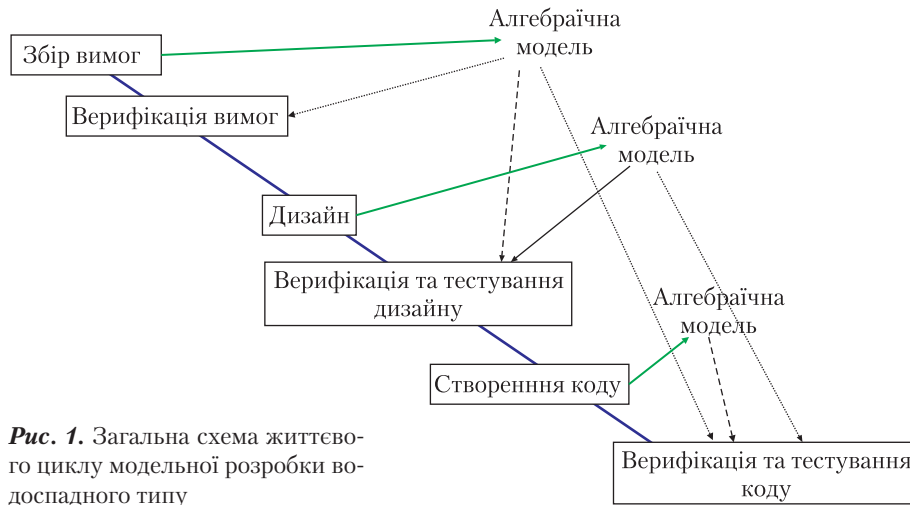 Алгебраїчна
модель
Збір вимог
Верифікація вимог
Алгебраїчна
модель
Дизайн
Верифікація та тестування
дизайну
Алгебраїчна
модель
Створенння коду
Рис. 1. Загальна схема життєво-
го циклу модельної розробки во-
доспадного типу
Верифікація та тестування
коду